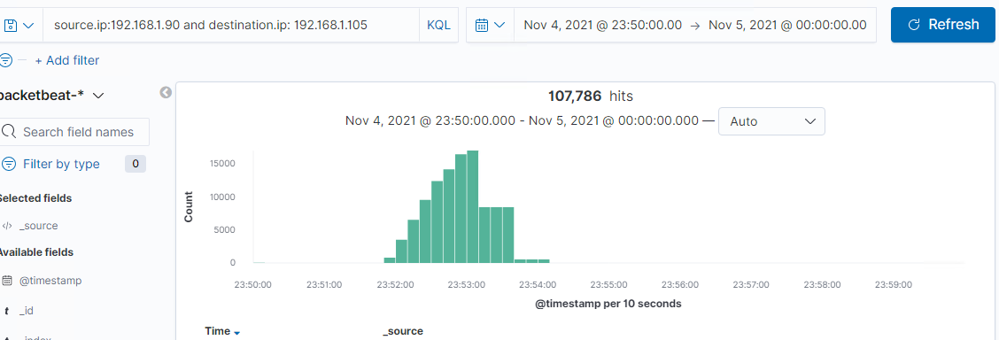 source.ip:192.168.1.90 and destination.ip: 192.168.1.105 KQL Nov 4, 2021 @ 23:50:00.00 → Nov 5, 2021 @ 00:00:00.00 Refresh
+ Add filter
packetbeat-*
107,786 hits
Nov 4, 2021 @ 23:50:00.000 - Nov 5, 2021 @ 00:00:00.000 — Auto
Search field names
Filter by type 0
Selected fields
</> _source
Available fields
@timestamp
t _id
t _index
Count
15000
10000
5000
0
23:50:00 23:51:00 23:52:00 23:53:00 23:54:00 23:55:00 23:56:00 23:57:00 23:58:00 23:59:00
@timestamp per 10 seconds
Time _source